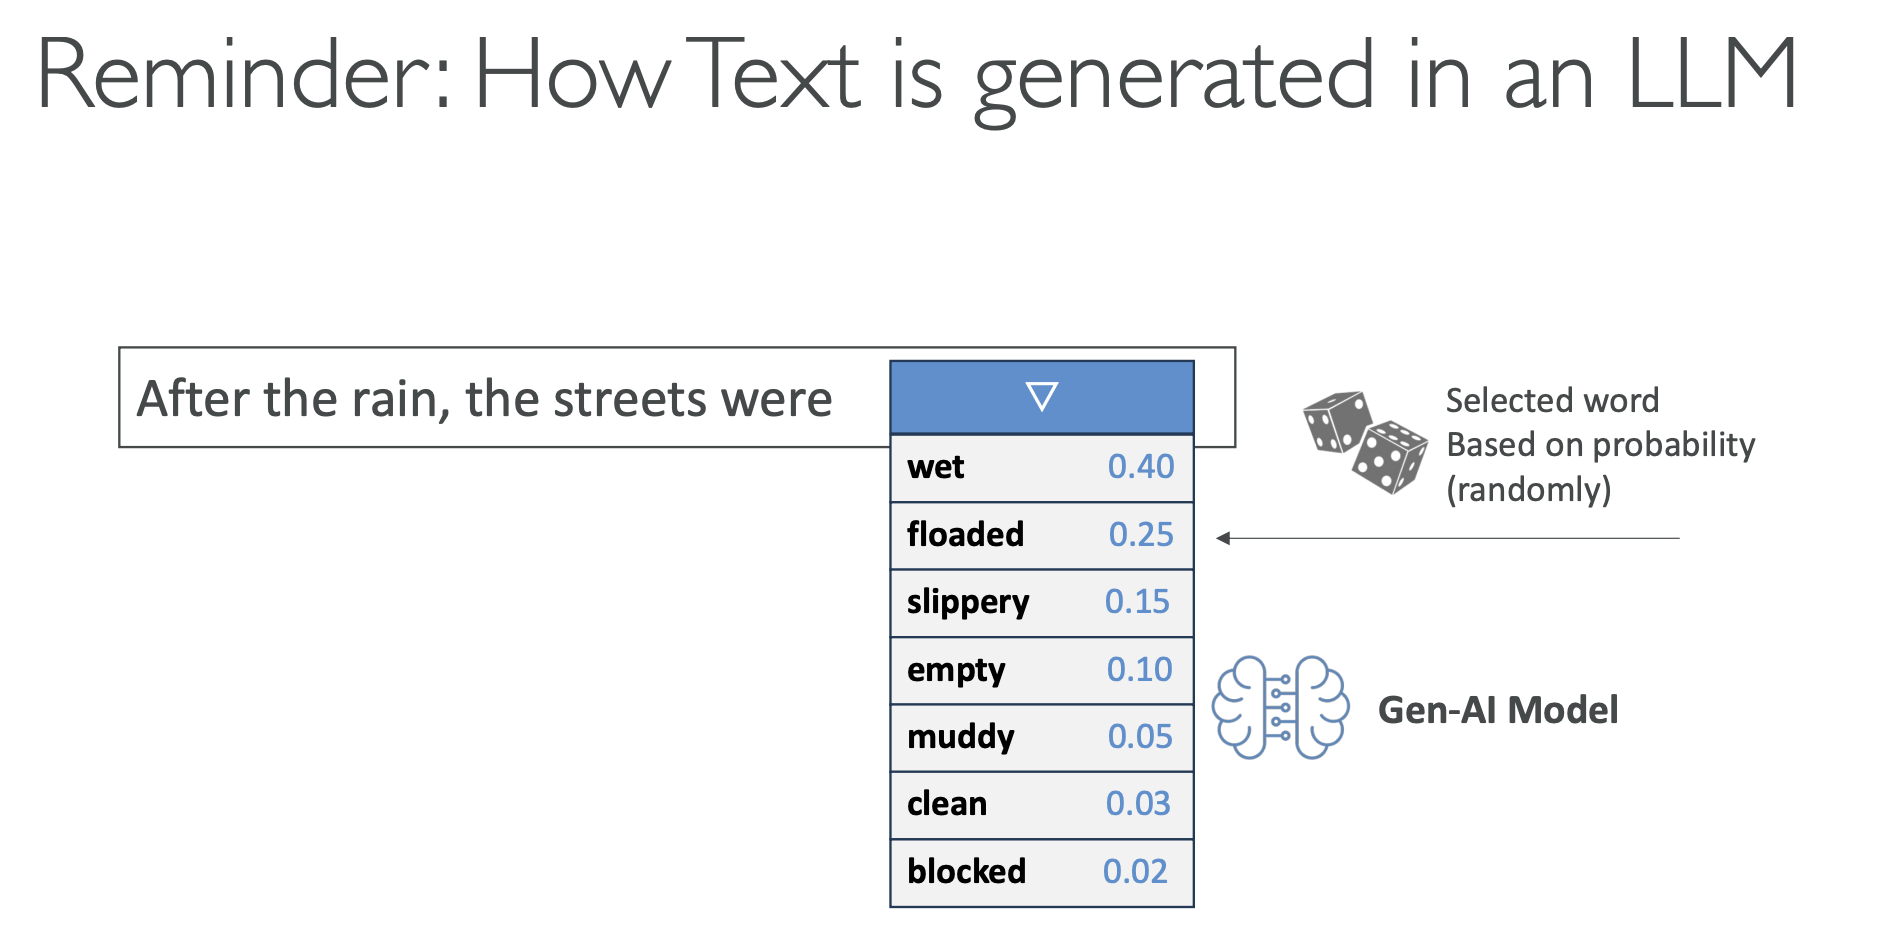 Reminder: How Text is generated in an LLM
After the rain, the streets were
wet 0.40
floaded 0.25
slippery 0.15
empty 0.10
muddy 0.05
clean 0.03
blocked 0.02
Selected word
Based on probability
(randomly)
Gen-AI Model